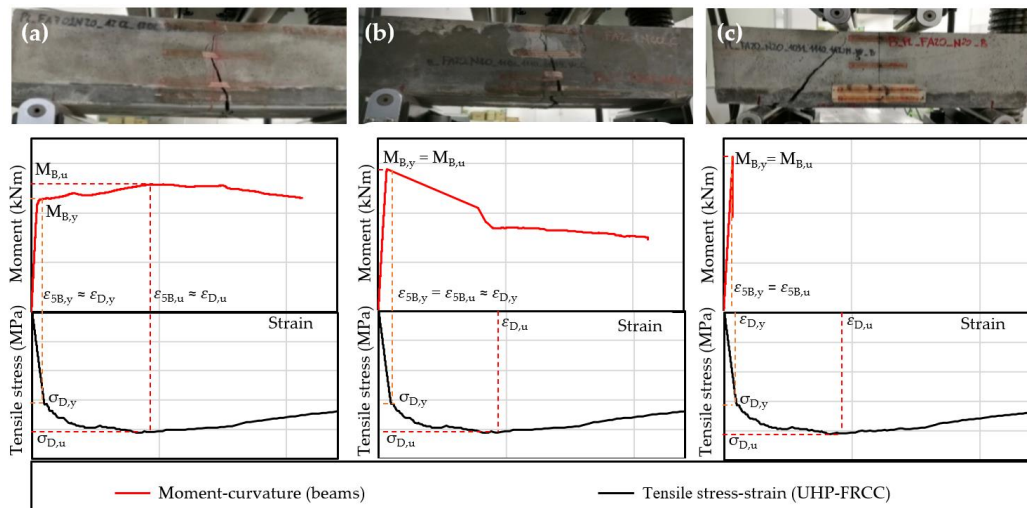 (a)
(b)
(c)
M_B,u
M_B,y
Moment (kNm)
ε_5B,y ≈ ε_D,y
ε_5B,u ≈ ε_D,u
Strain
Tensile stress (MPa)
σ_D,y
σ_D,u
M_B,y = M_B,u
Moment (kNm)
ε_5B,y = ε_5B,u ≈ ε_D,y
Strain
ε_D,u
Tensile stress (MPa)
σ_D,y
σ_D,u
M_B,y = M_B,u
Moment (kNm)
ε_5B,y = ε_5B,u
ε_D,y
ε_D,u
Strain
Tensile stress (MPa)
σ_D,y
σ_D,u
Moment-curvature (beams)
Tensile stress-strain (UHP-FRCC)